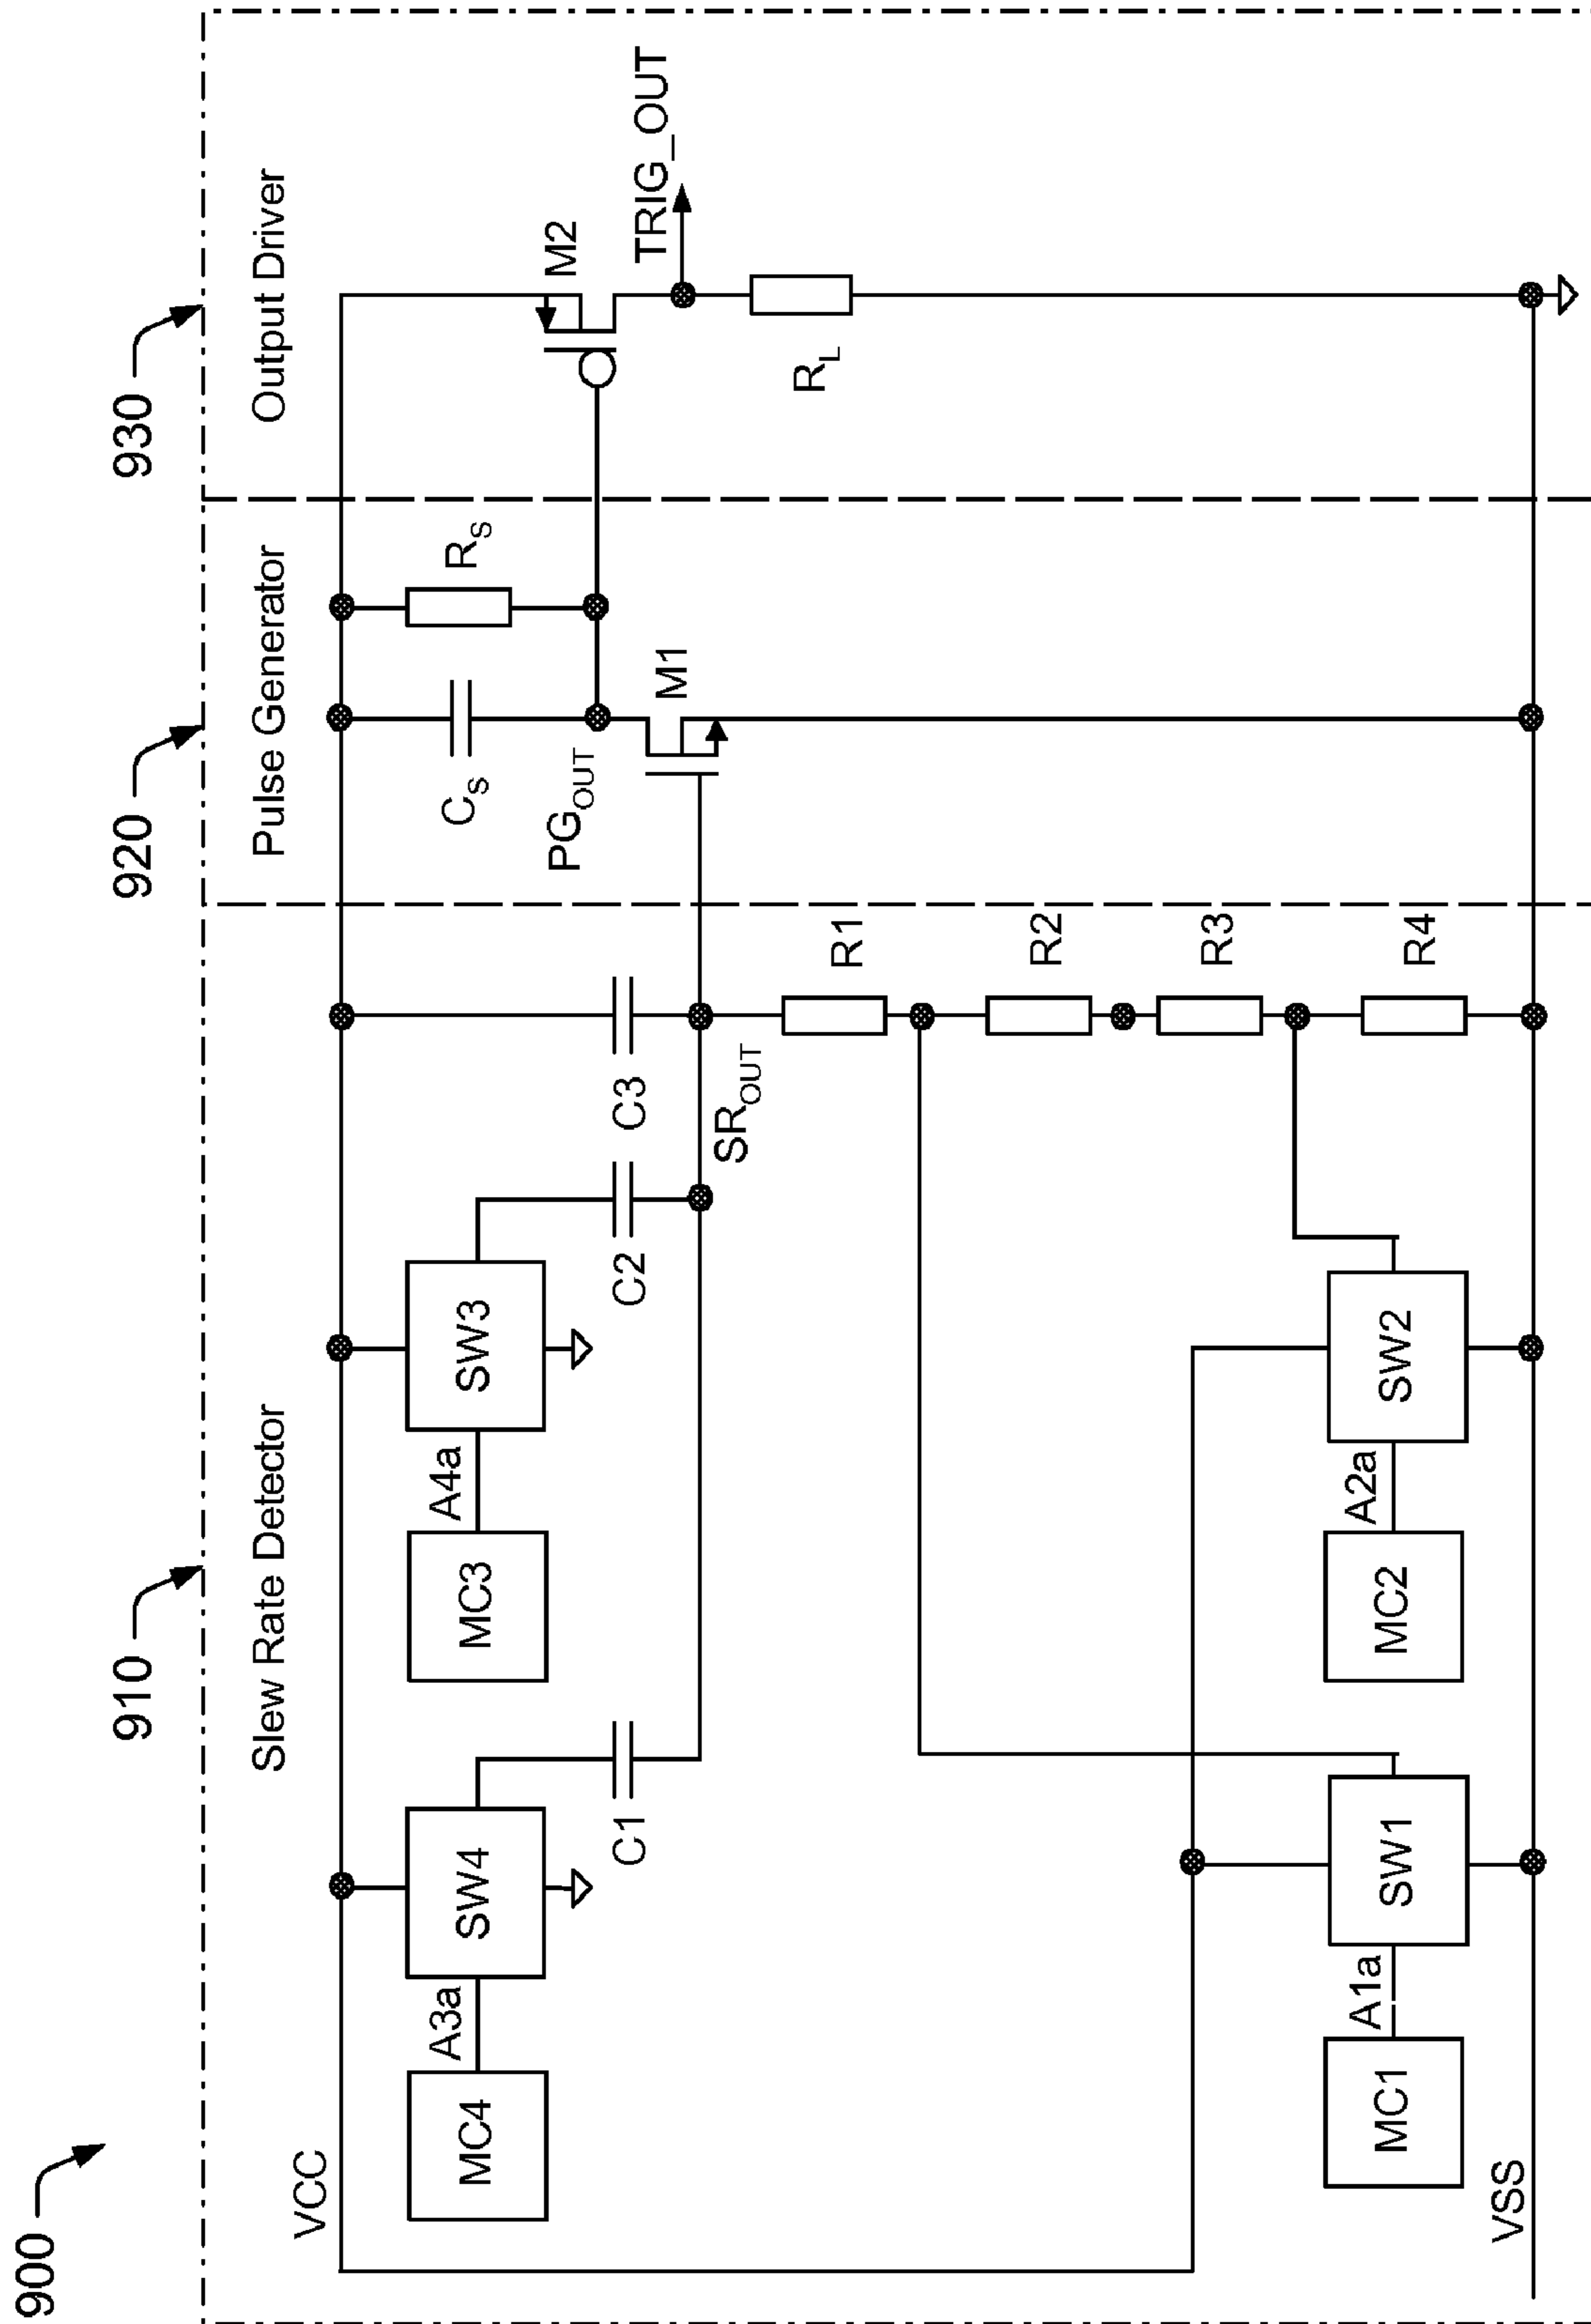 900
910
920
930
Slew Rate Detector
Pulse Generator
Output Driver
VCC
MC4
A3a
SW4
C1
MC3
A4a
SW3
C2
C3
SR_OUT
C_S
R_S
PG_OUT
M1
M2
TRIG_OUT
R_L
R1
R2
R3
R4
MC1
A1a
SW1
MC2
A2a
SW2
VSS